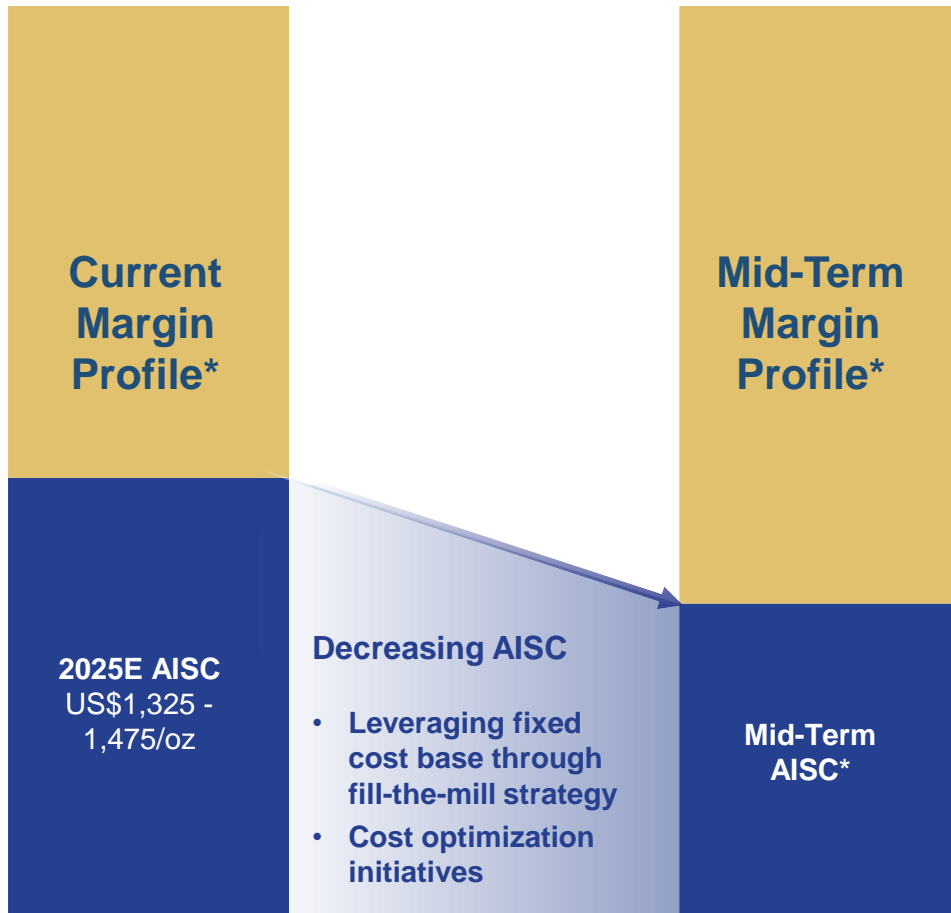 Current
Margin
Profile*
Mid-Term
Margin
Profile*
2025E AISC
US$1,325 -
1,475/oz
Decreasing AISC
• Leveraging fixed
cost base through
fill-the-mill strategy
• Cost optimization
initiatives
Mid-Term
AISC*